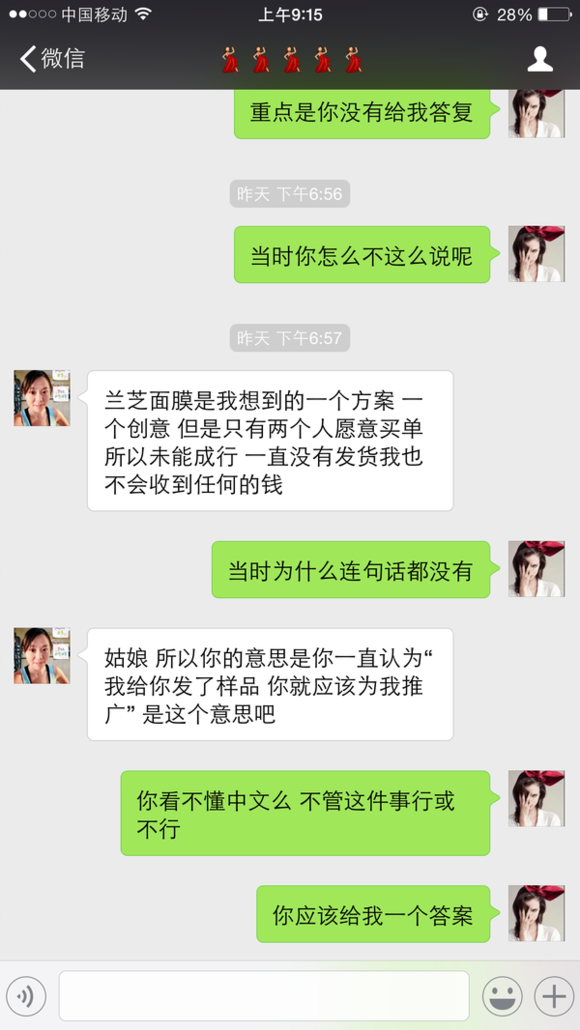 中国移动
上午9:15
28%
微信
重点是你没有给我答复
昨天 下午6:56
当时你怎么不这么说呢
昨天 下午6:57
兰芝面膜是我想到的一个方案 一
个创意 但是只有两个人愿意买单
所以未能成行 一直没有发货我也
不会收到任何的钱
当时为什么连句话都没有
姑娘 所以你的意思是你一直认为“
我给你发了样品 你就应该为我推
广” 是这个意思吧
你看不懂中文么 不管这件事行或
不行
你应该给我一个答案